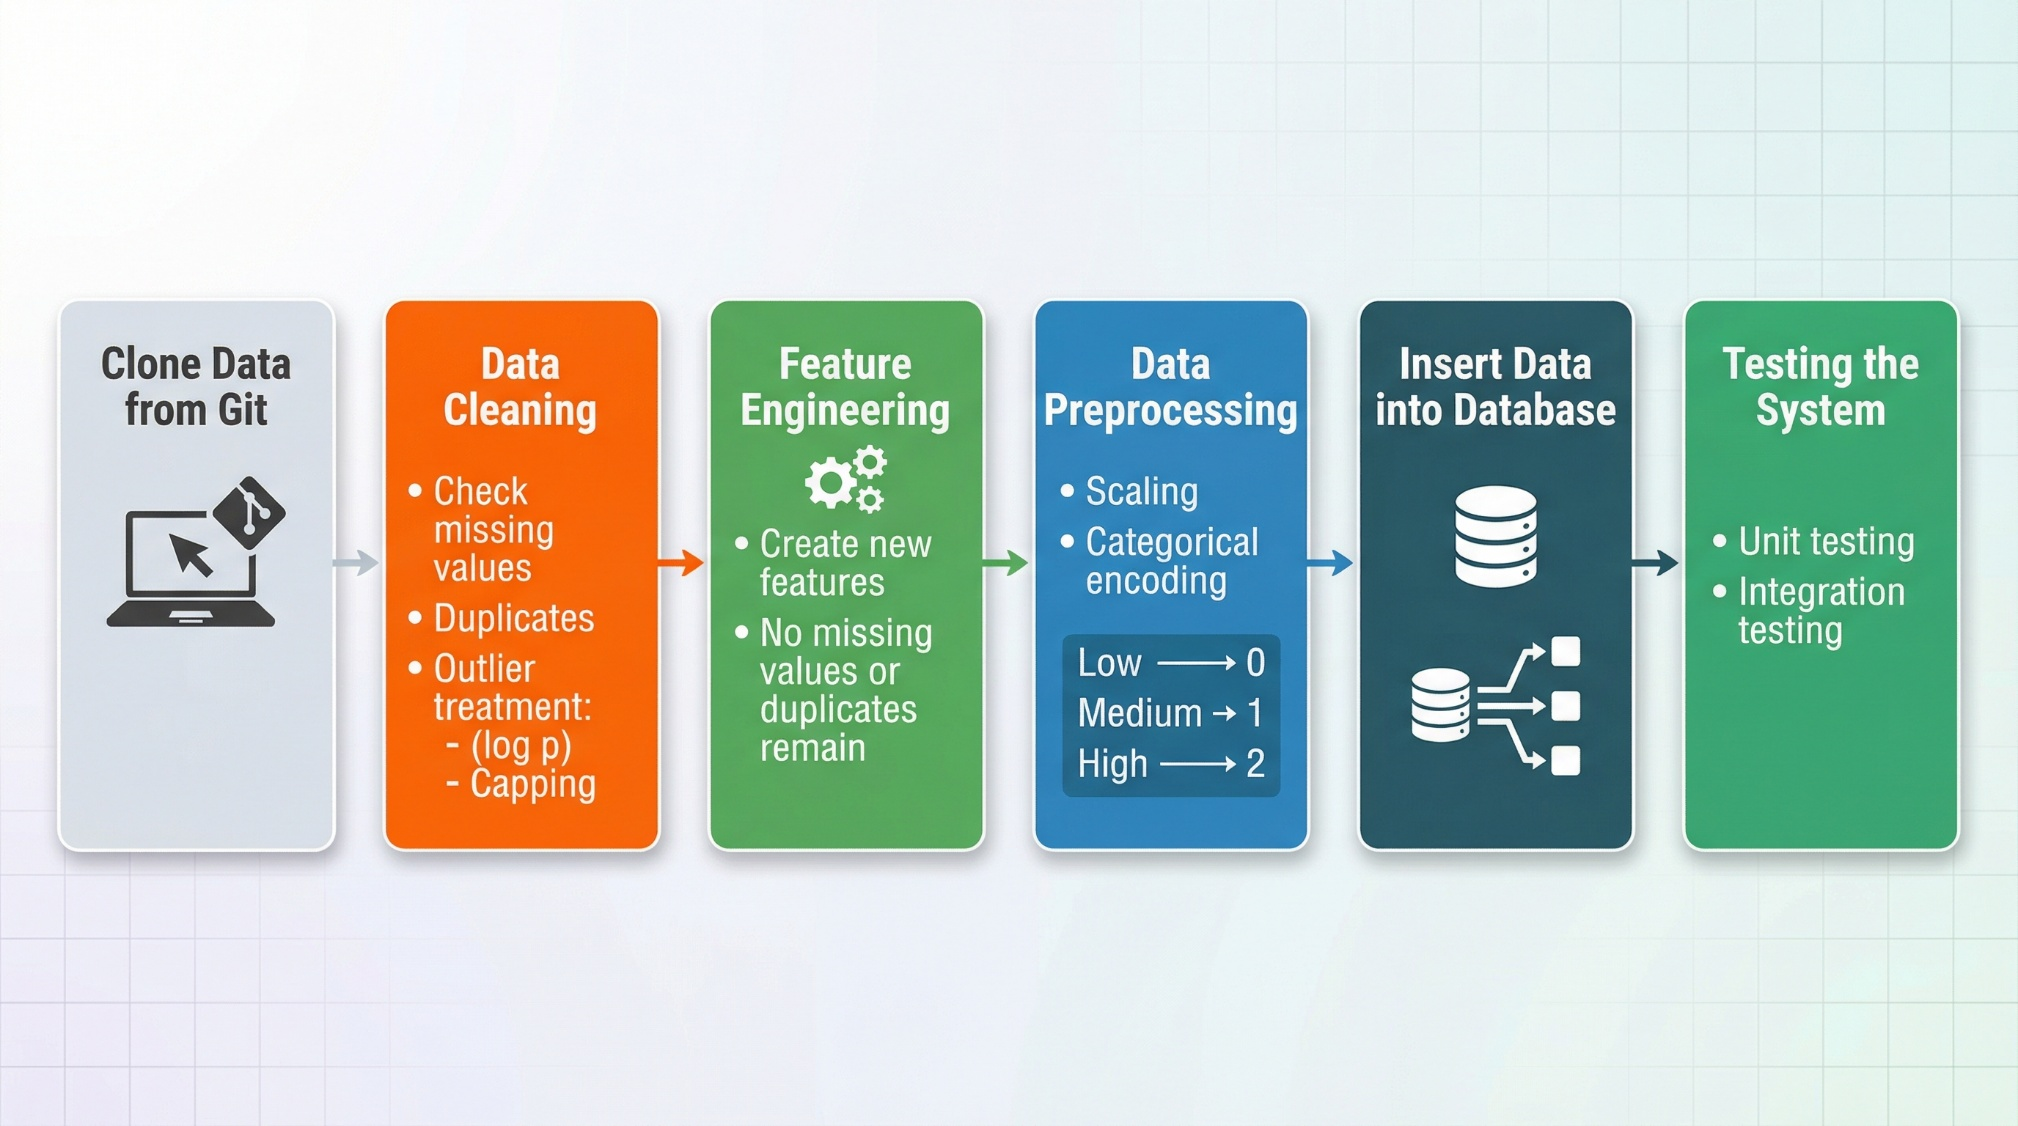 Clone Data
from Git
Data
Cleaning
• Check
missing
values
• Duplicates
• Outlier
treatment:
- (log p)
- Capping
Feature
Engineering
• Create new
features
• No missing
values or
duplicates
remain
Data
Preprocessing
• Scaling
• Categorical
encoding
Low → 0
Medium → 1
High → 2
Insert Data
into Database
Testing the
System
• Unit testing
• Integration
testing